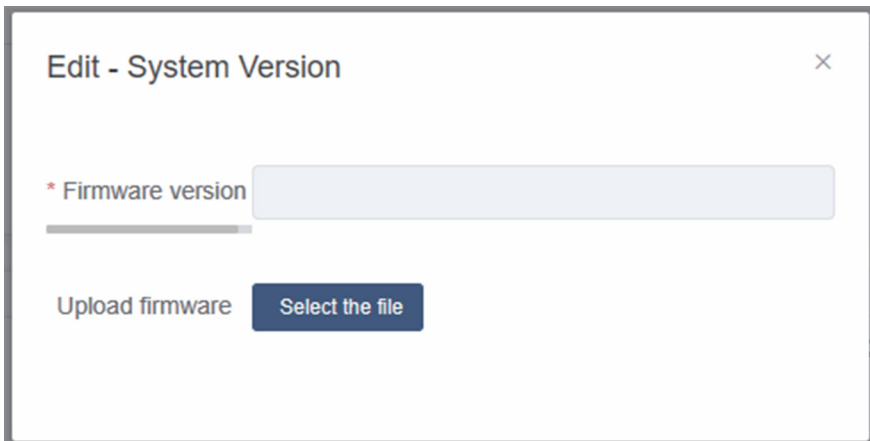 Edit - System Version
* Firmware version
Upload firmware Select the file